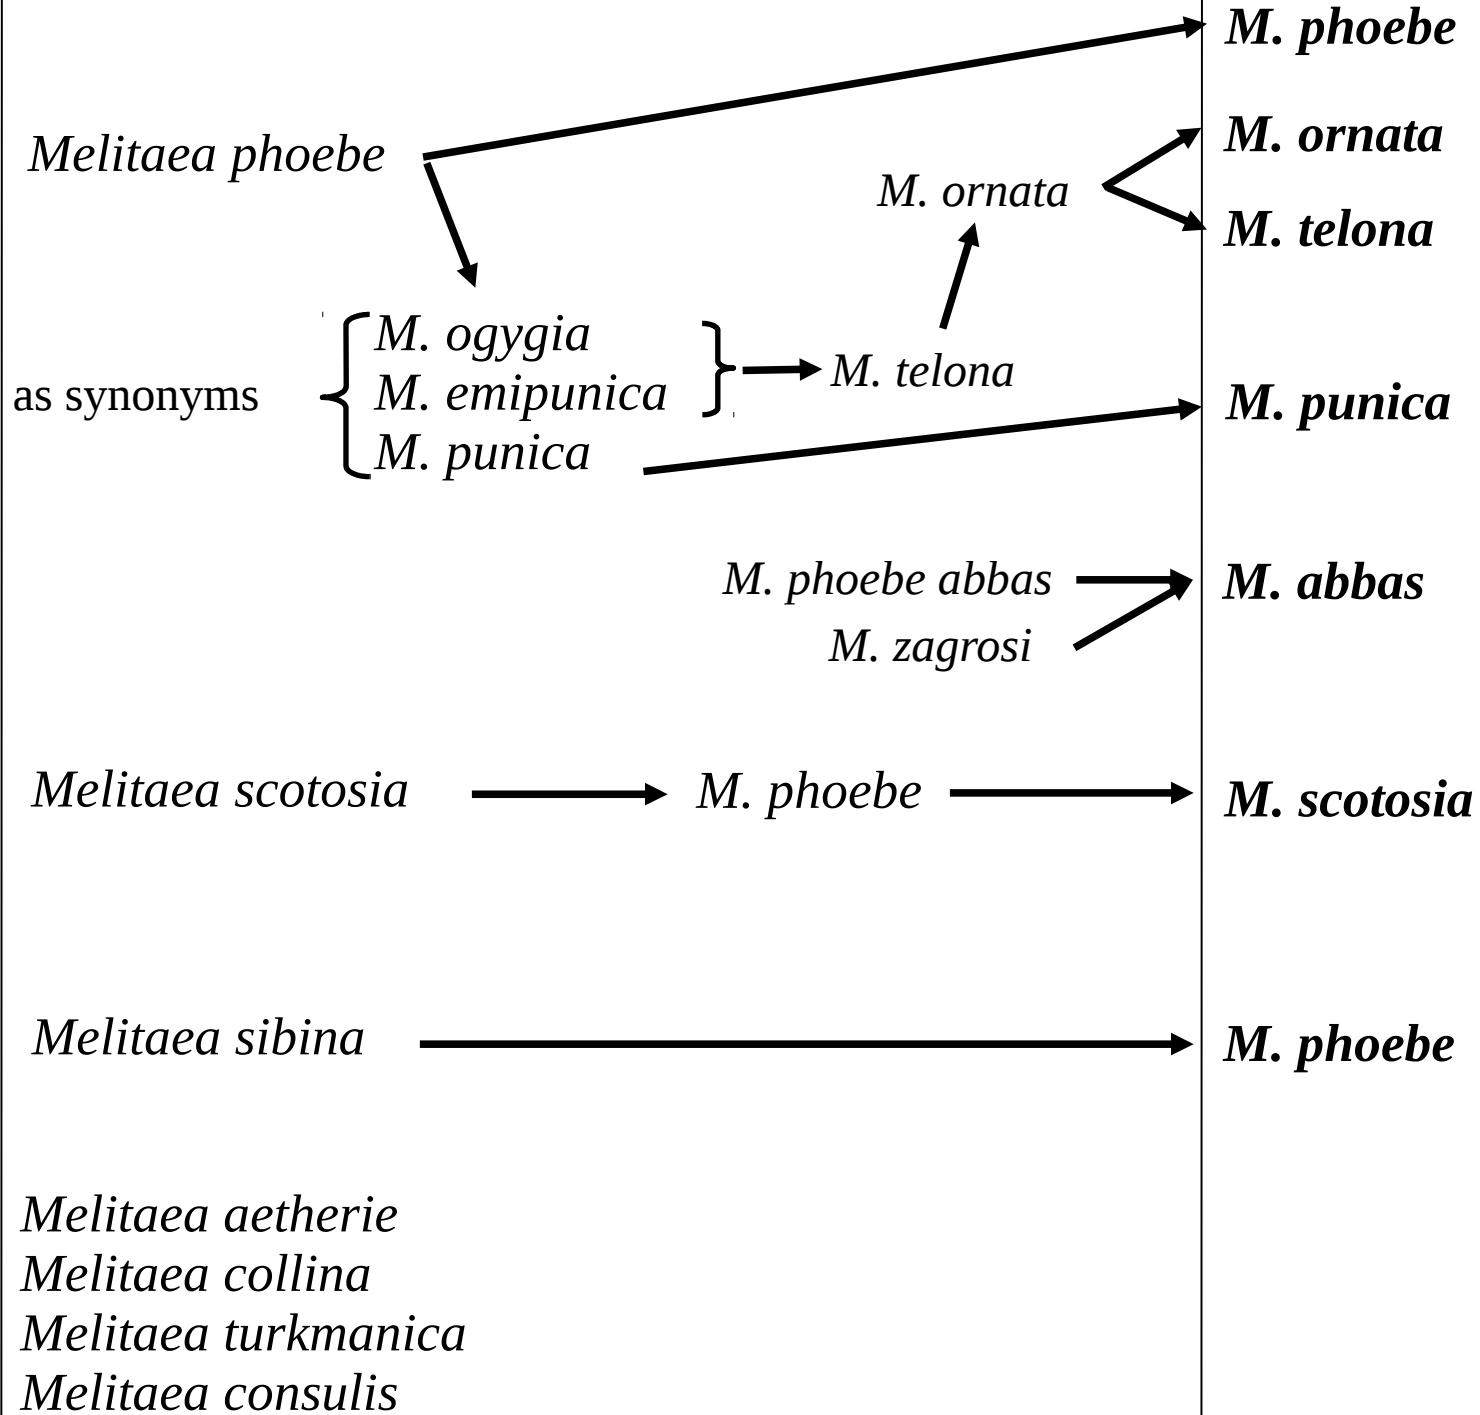 M. phoebe
Melitaea phoebe
M. ornata
M. ornata
M. telona
as synonyms
M. ogygia
M. emipunica
M. punica
M. telona
M. punica
M. phoebe abbas
M. zagrosi
M. abbas
Melitaea scotosia
M. phoebe
M. scotosia
Melitaea sibina
M. phoebe
Melitaea aetherie
Melitaea collina
Melitaea turkmanica
Melitaea consulis